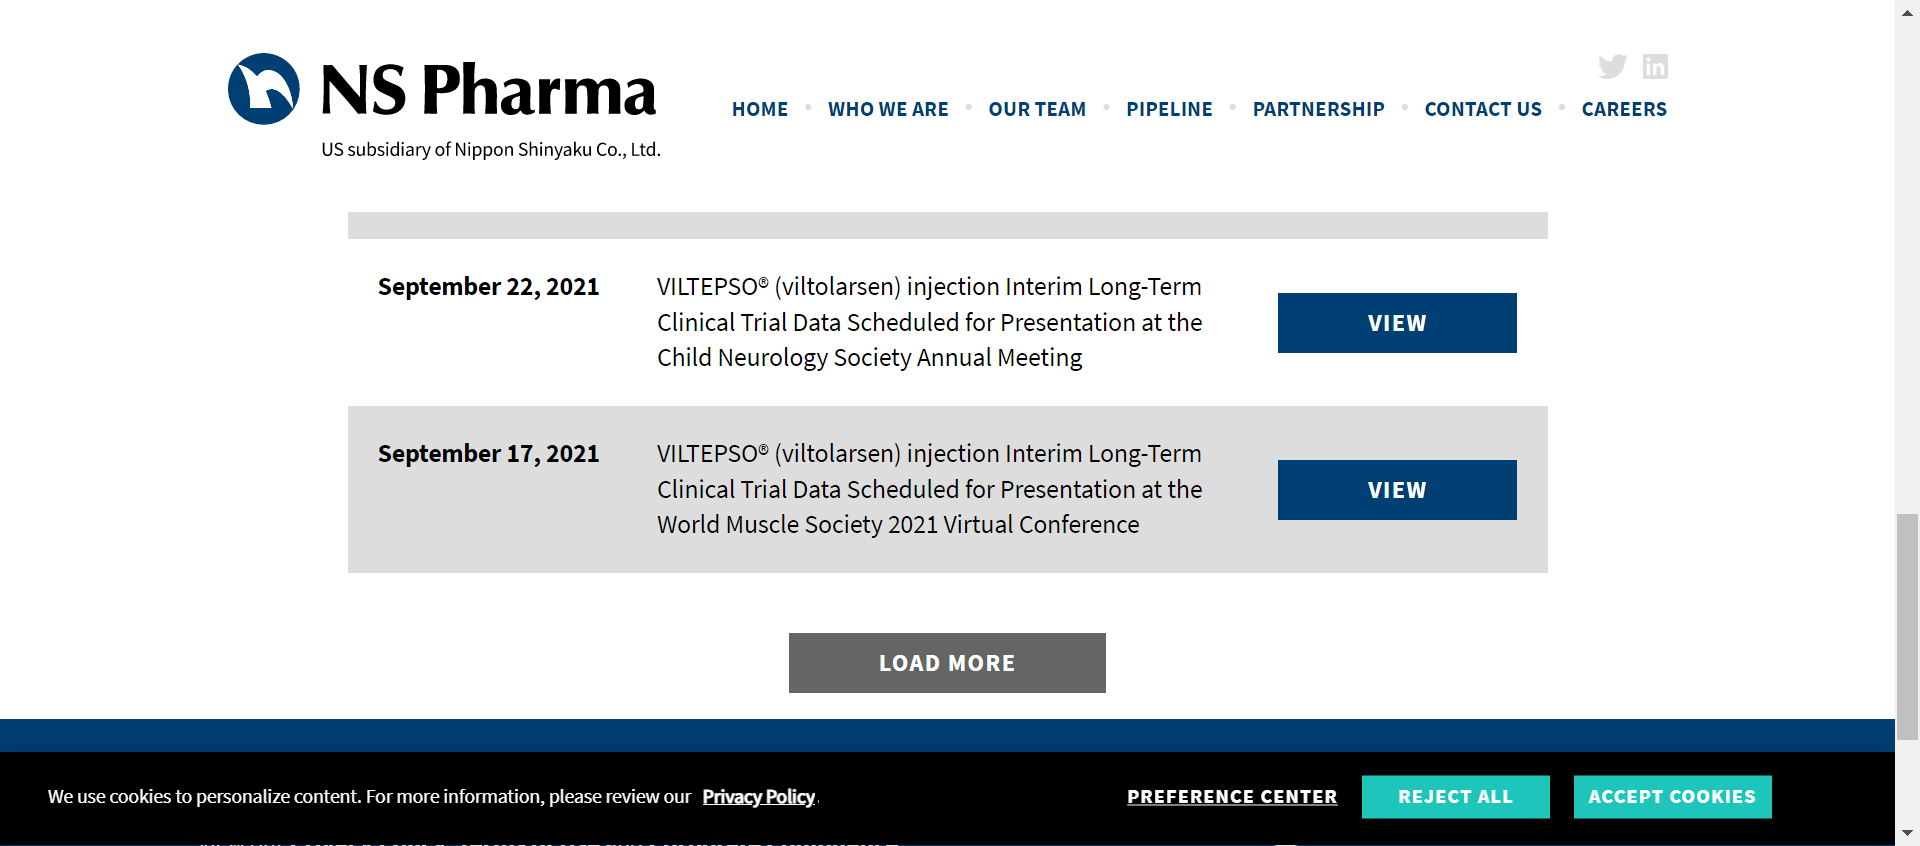 NS Pharma
US subsidiary of Nippon Shinyaku Co., Ltd.
HOME • WHO WE ARE • OUR TEAM • PIPELINE • PARTNERSHIP • CONTACT US • CAREERS
September 22, 2021
VILTEPSO® (viltolarsen) injection Interim Long-Term
Clinical Trial Data Scheduled for Presentation at the
Child Neurology Society Annual Meeting
VIEW
September 17, 2021
VILTEPSO® (viltolarsen) injection Interim Long-Term
Clinical Trial Data Scheduled for Presentation at the
World Muscle Society 2021 Virtual Conference
VIEW
LOAD MORE
We use cookies to personalize content. For more information, please review our Privacy Policy.
PREFERENCE CENTER
REJECT ALL
ACCEPT COOKIES